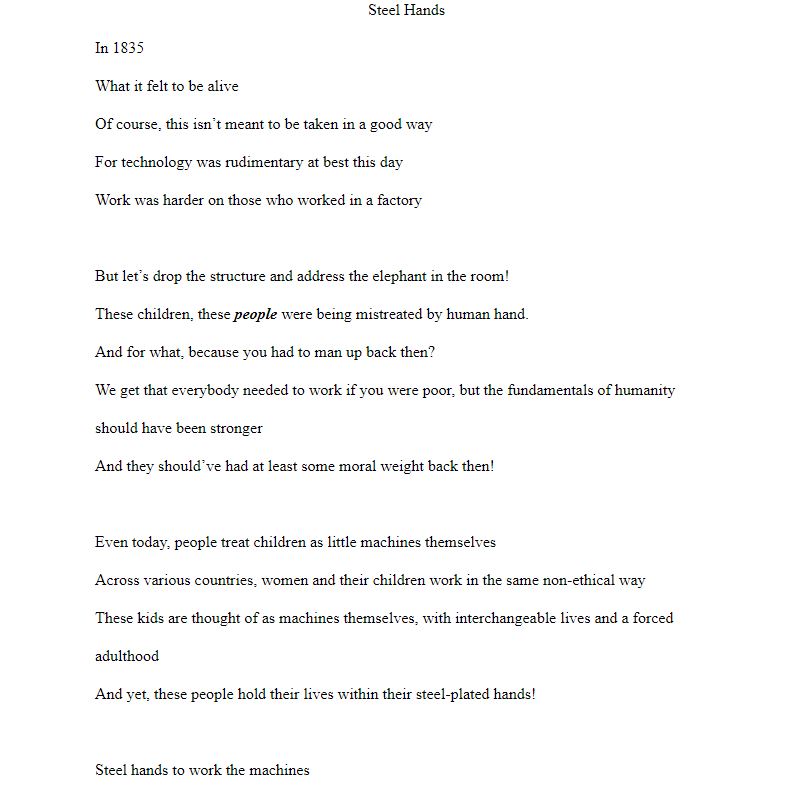 Steel Hands
In 1835
What it felt to be alive
Of course, this isn’t meant to be taken in a good way
For technology was rudimentary at best this day
Work was harder on those who worked in a factory
But let’s drop the structure and address the elephant in the room!
These children, these people were being mistreated by human hand.
And for what, because you had to man up back then?
We get that everybody needed to work if you were poor, but the fundamentals of humanity
should have been stronger
And they should’ve had at least some moral weight back then!
Even today, people treat children as little machines themselves
Across various countries, women and their children work in the same non-ethical way
These kids are thought of as machines themselves, with interchangeable lives and a forced
adulthood
And yet, these people hold their lives within their steel-plated hands!
Steel hands to work the machines